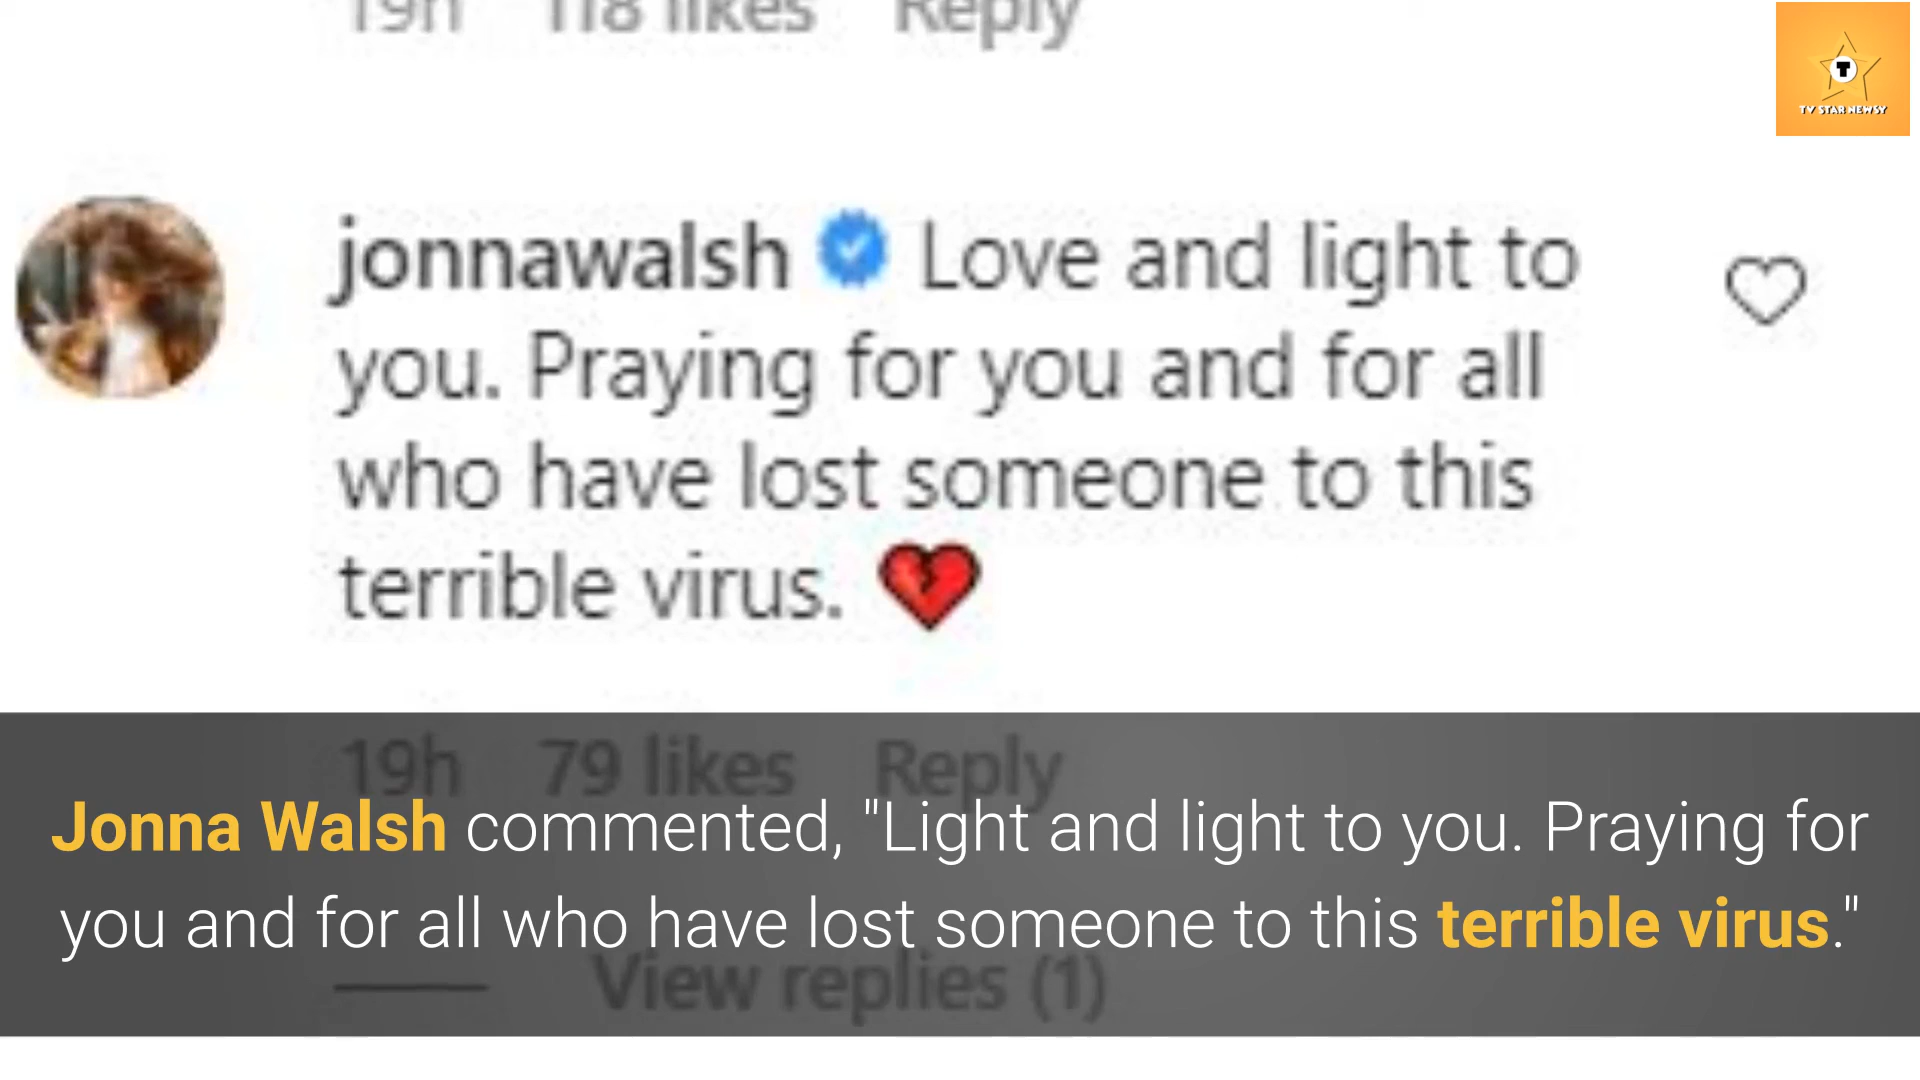 19h 118 likes Reply
T
TV STAR NEWSY
jonnawalsh Love and light to
you. Praying for you and for all
who have lost someone to this
terrible virus. 💔
19h 79 likes Reply
Jonna Walsh commented, "Light and light to you. Praying for
you and for all who have lost someone to this terrible virus."
View replies (1)